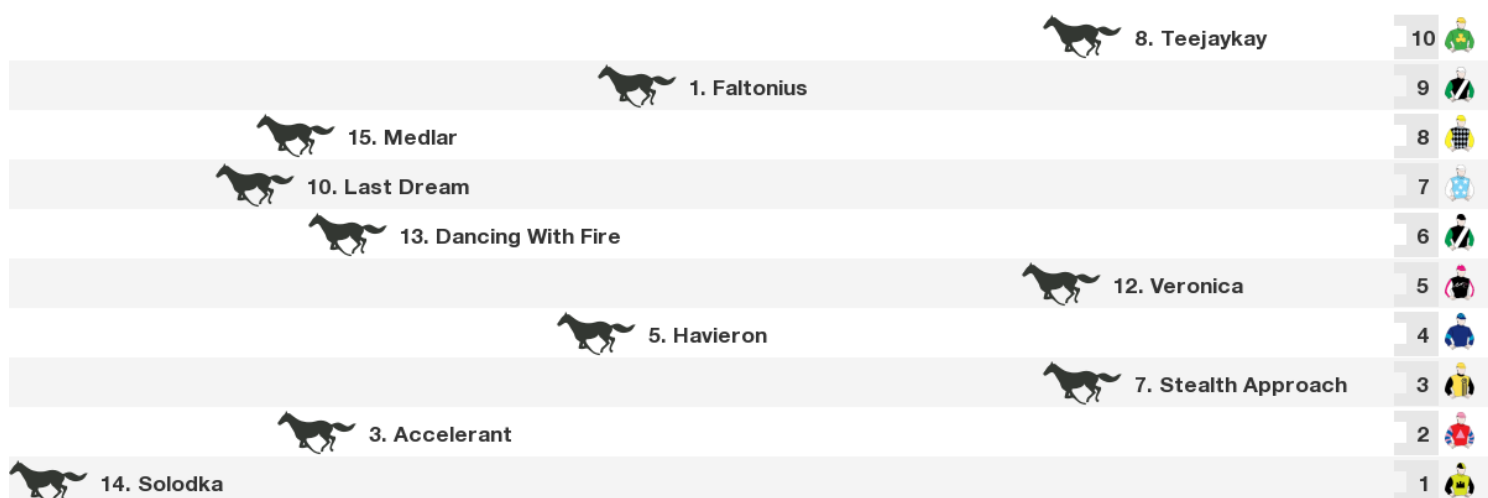 8. Teejaykay 10
1. Faltonius 9
15. Medlar 8
10. Last Dream 7
13. Dancing With Fire 6
12. Veronica 5
5. Havieron 4
7. Stealth Approach 3
3. Accelerant 2
14. Solodka 1